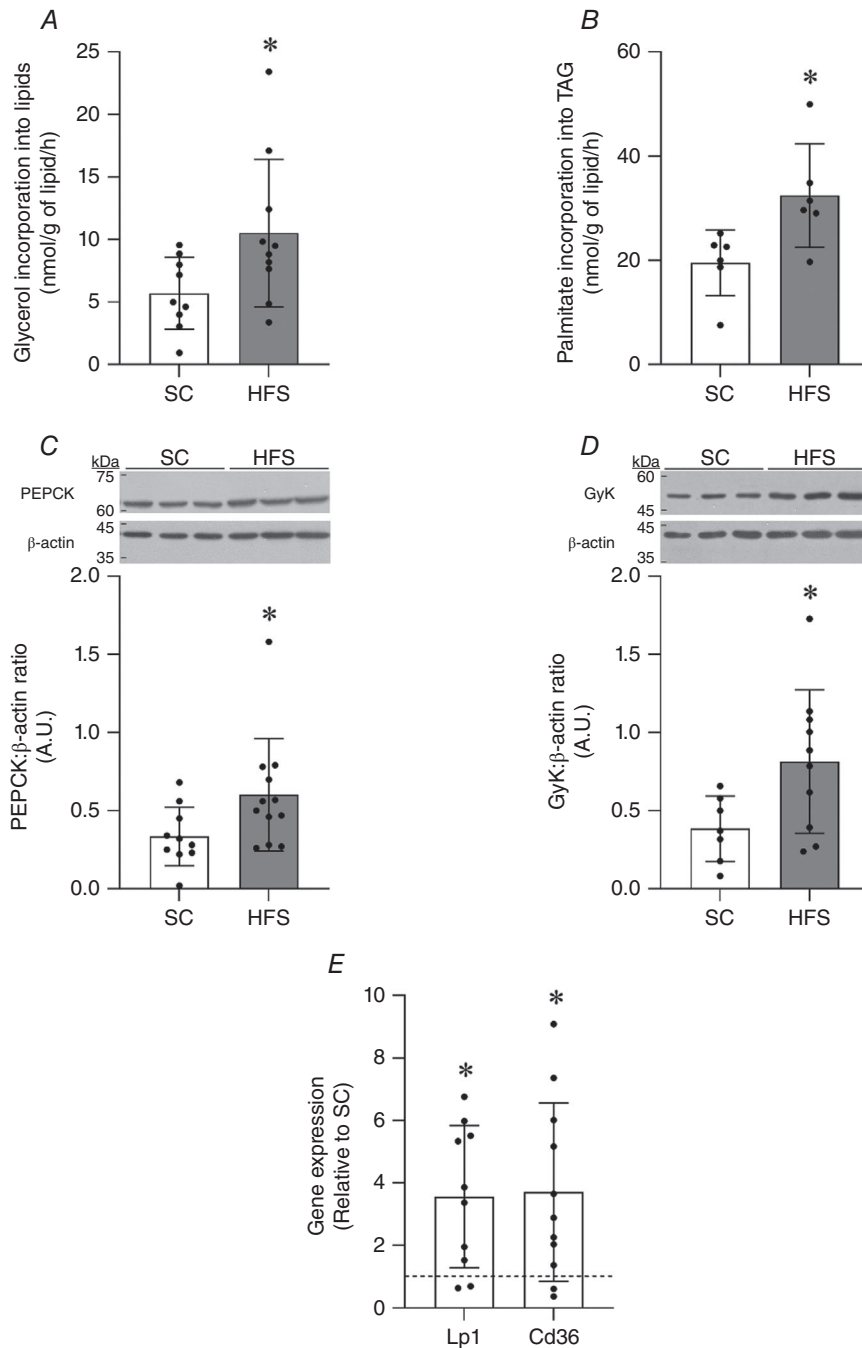 A
Glycerol incorporation into lipids
(nmol/g of lipid/h)
25
20
15
10
5
0
*
SC
HFS
B
Palmitate incorporation into TAG
(nmol/g of lipid/h)
60
40
20
0
*
SC
HFS
C
kDa
SC
HFS
75
PEPCK
60
45
β-actin
35
PEPCK:β-actin ratio
(A.U.)
2.0
1.5
1.0
0.5
0.0
*
SC
HFS
D
kDa
SC
HFS
60
GyK
45
45
β-actin
35
GyK:β-actin ratio
(A.U.)
2.0
1.5
1.0
0.5
0.0
*
SC
HFS
E
Gene expression
(Relative to SC)
10
8
6
4
2
0
*
*
Lp1
Cd36